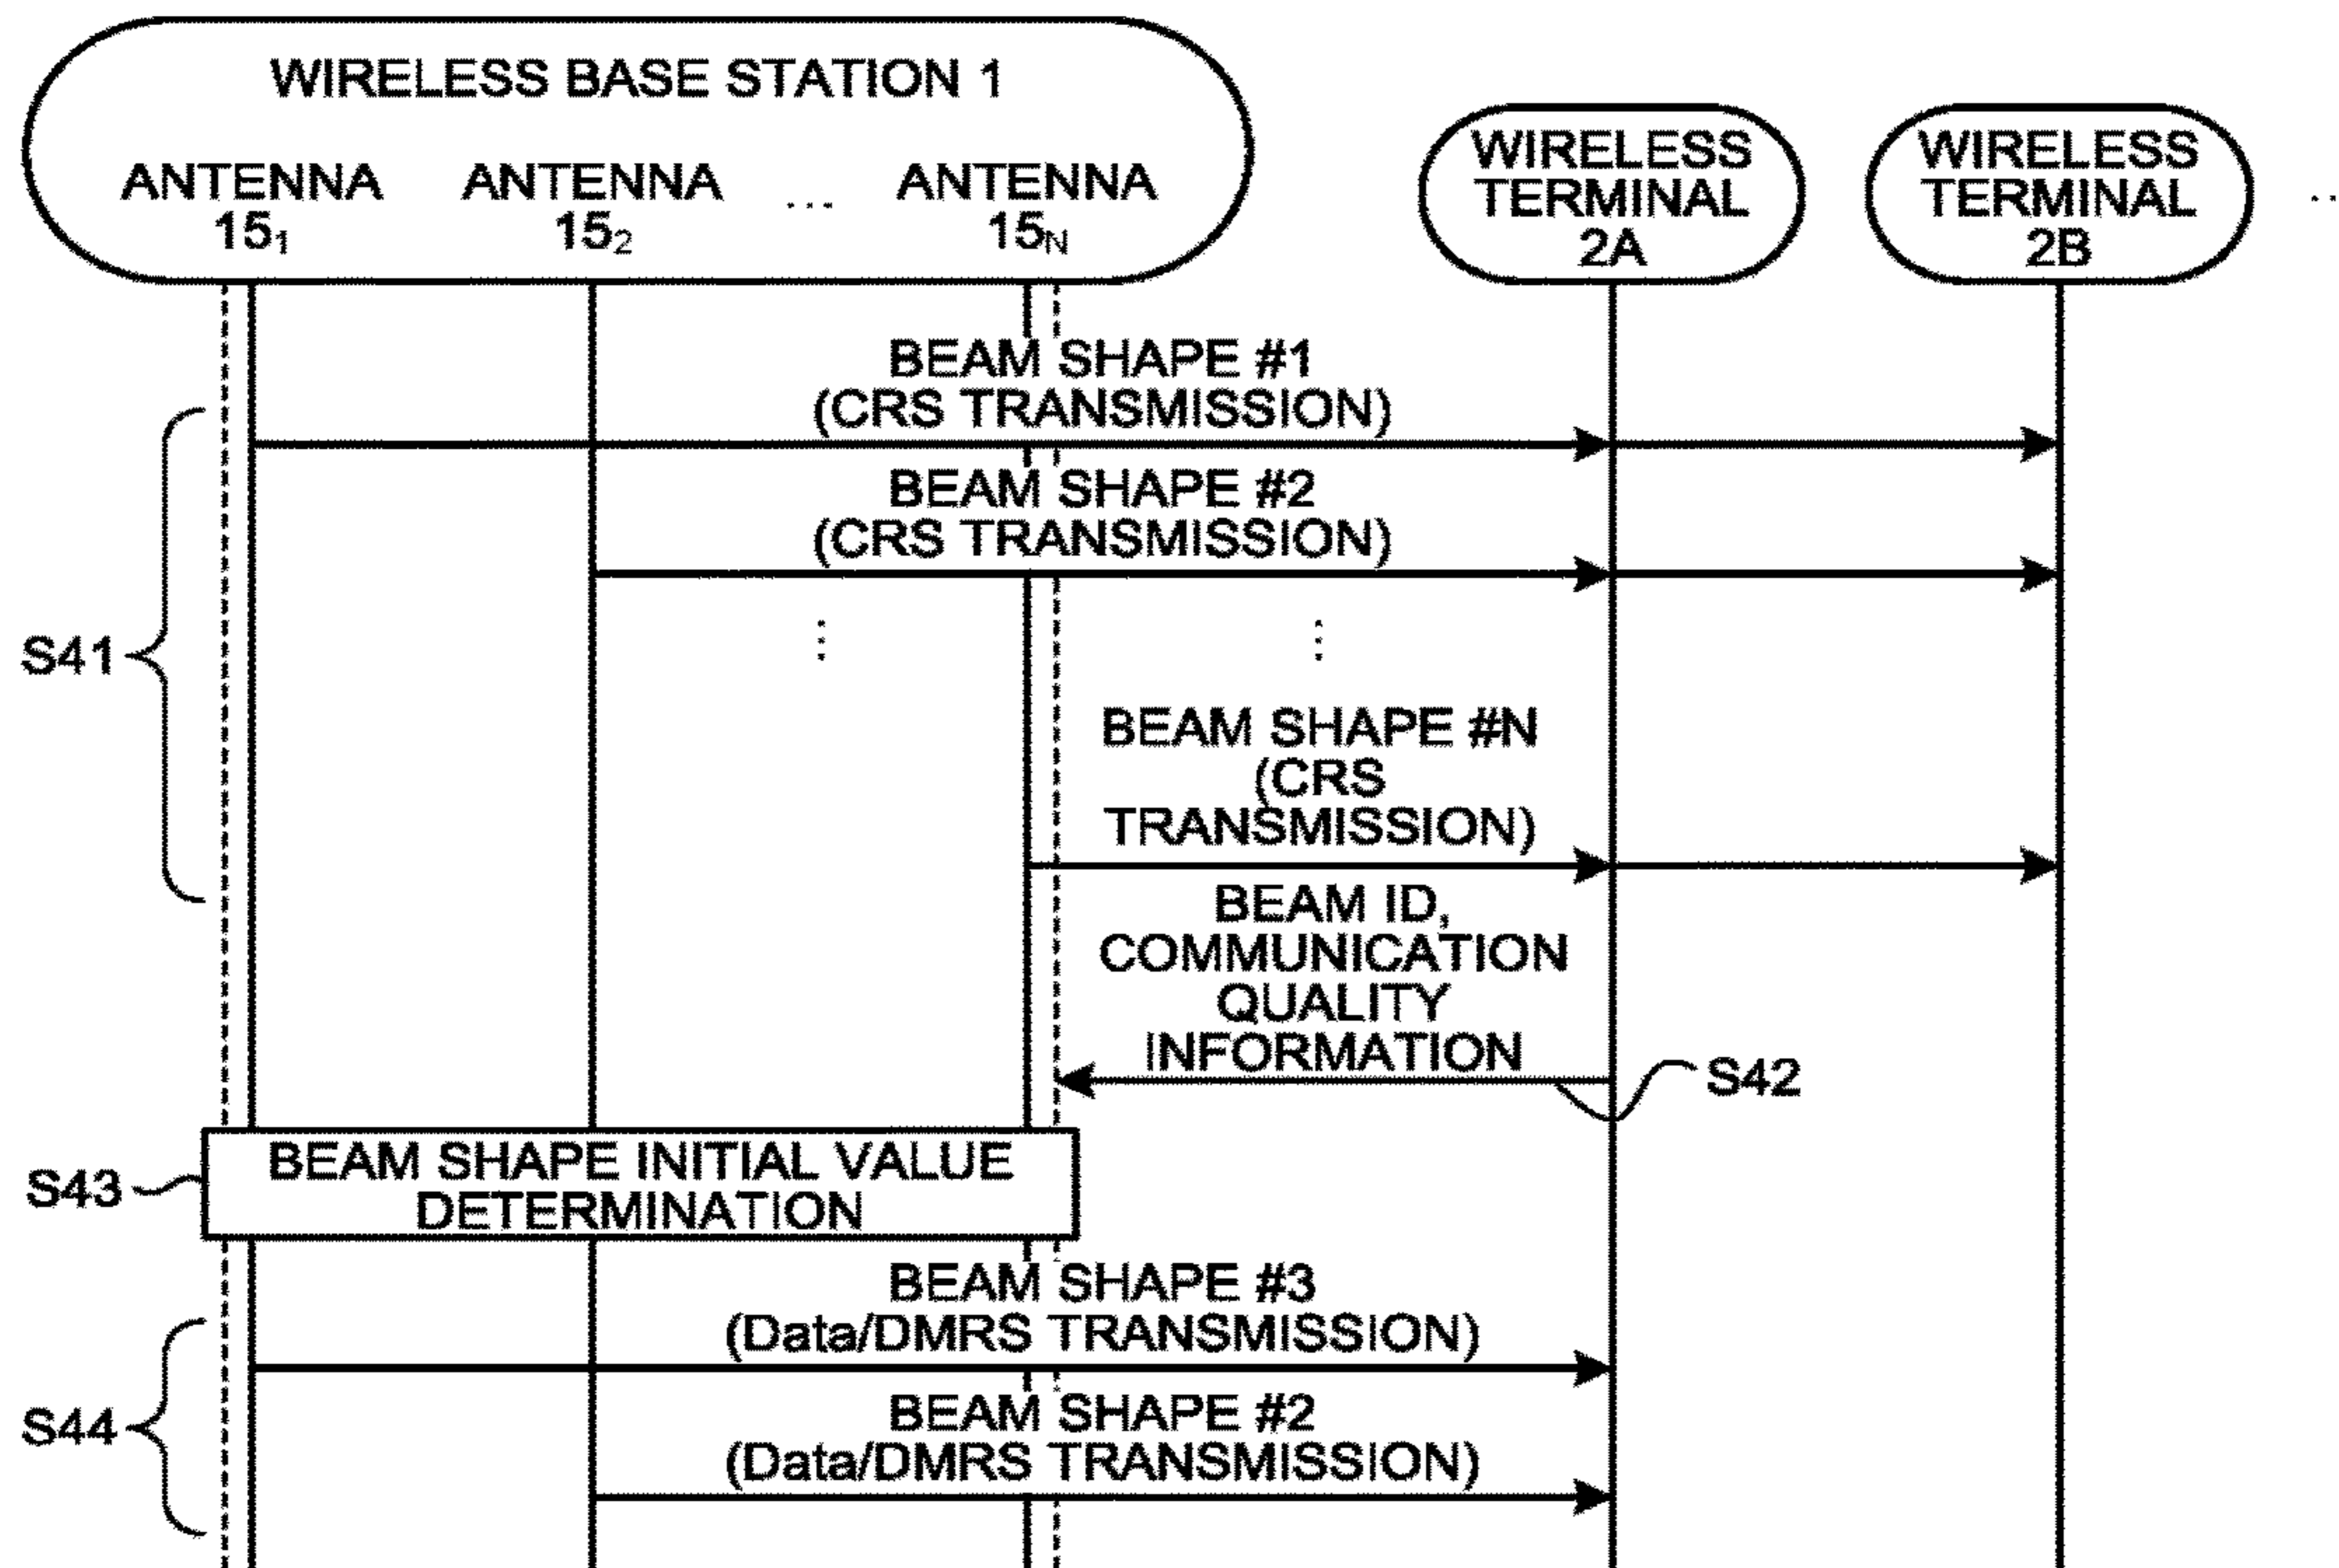 WIRELESS BASE STATION 1
ANTENNA 15₁
ANTENNA 15₂
...
ANTENNA 15N
WIRELESS
TERMINAL
2A
WIRELESS
TERMINAL
2B
..
BEAM SHAPE #1
(CRS TRANSMISSION)
BEAM SHAPE #2
(CRS TRANSMISSION)
S41
BEAM SHAPE #N
(CRS
TRANSMISSION)
BEAM ID,
COMMUNICATION
QUALITY
INFORMATION
S42
S43
BEAM SHAPE INITIAL VALUE
DETERMINATION
BEAM SHAPE #3
(Data/DMRS TRANSMISSION)
S44
BEAM SHAPE #2
(Data/DMRS TRANSMISSION)